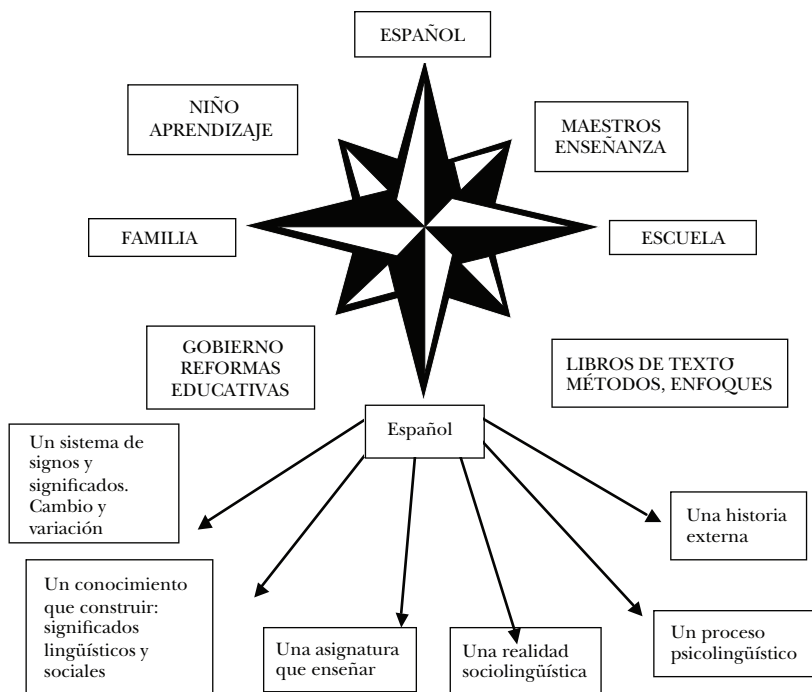 ESPAÑOL
NIÑO
APRENDIZAJE
MAESTROS
ENSEÑANZA
FAMILIA
ESCUELA
GOBIERNO
REFORMAS
EDUCATIVAS
LIBROS DE TEXTO
MÉTODOS, ENFOQUES
Español
Un sistema de
signos y
significados.
Cambio y
variación
Una historia
externa
Un conocimiento
que construir:
significados
lingüísticos y
sociales
Una asignatura
que enseñar
Una realidad
sociolingüística
Un proceso
psicolingüístico